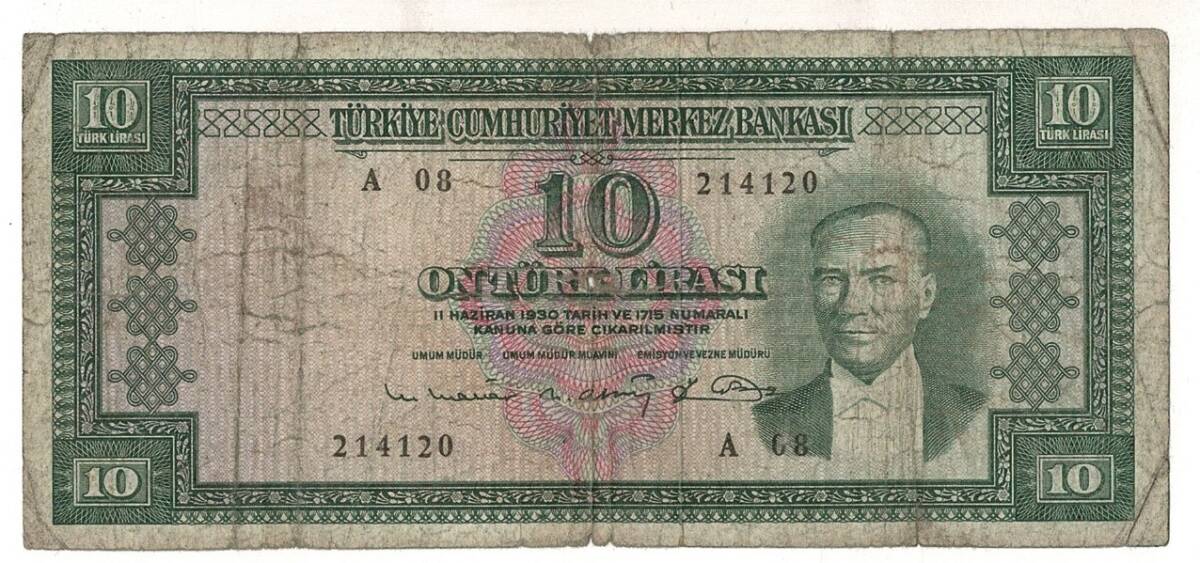 10 TÜRKİYE CUMHURİYET MERKEZ BANKASI 10
TÜRK LİRASI TÜRK LİRASI
A 08 214120
10
ON TÜRK LİRASI
11 HAZİRAN 1930 TARİH VE 1715 NUMARALI
KANUNA GÖRE ÇIKARILMIŞTIR
UMUM MÜDÜR UMUM MÜDÜR MUAVİNİ EMİSYON VE VEZNE MÜDÜRÜ
214120 A 08
10 10